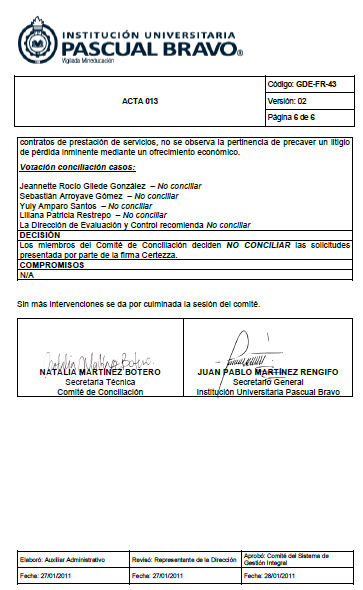 INSTITUCIÓN UNIVERSITARIA
PASCUAL BRAVO®
Vigilada Mineducación
ACTA 013
Código: GDE-FR-43
Versión: 02
Página 6 de 6
contratos de prestación de servicios, no se observa la pertinencia de precaver un litigio
de pérdida inminente mediante un ofrecimiento económico.
Votación conciliación casos:
Jeannette Rocío Gliede González – No conciliar
Sebastián Arroyave Gómez – No conciliar
Yuly Amparo Santos – No conciliar
Liliana Patricia Restrepo – No conciliar
La Dirección de Evaluación y Control recomienda No conciliar
DECISIÓN
Los miembros del Comité de Conciliación deciden NO CONCILIAR las solicitudes
presentada por parte de la firma Certezza.
COMPROMISOS
N/A
Sin más intervenciones se da por culminada la sesión del comité.
Natalia Martínez Botero.
NATALIA MARTÍNEZ BOTERO
Secretaria Técnica
Comité de Conciliación
JUAN PABLO MARTÍNEZ RENGIFO
Secretario General
Institución Universitaria Pascual Bravo
Elaboró: Auxiliar Administrativo
Revisó: Representante de la Dirección
Aprobó: Comité del Sistema de
Gestión Integral
Fecha: 27/01/2011
Fecha: 27/01/2011
Fecha: 28/01/2011